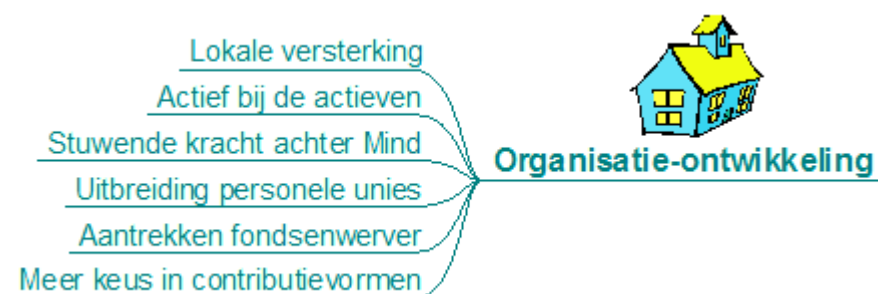 Lokale versterking
Actief bij de actieven
Stuwende kracht achter Mind
Organisatie-ontwikkeling
Uitbreiding personele unies
Aantrekken fondsenwerver
Meer keus in contributievormen